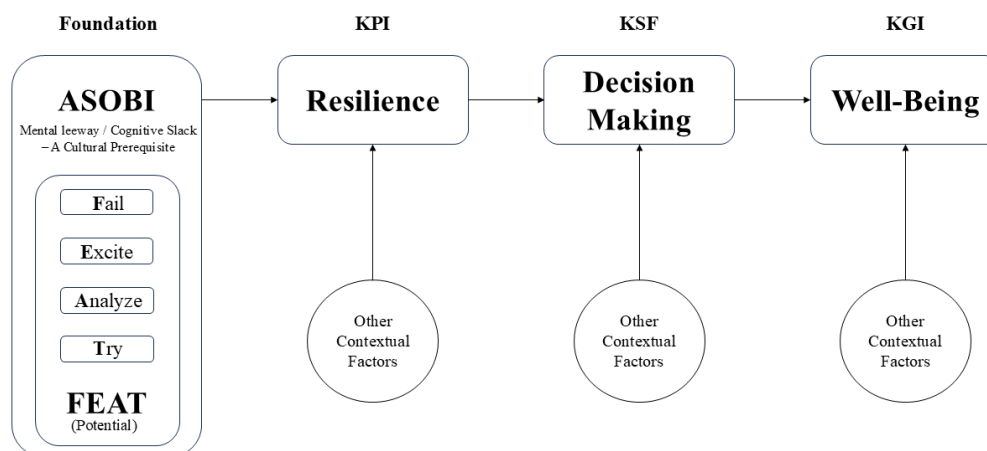 Foundation
KPI
KSF
KGI
ASOBI
Mental leeway / Cognitive Slack
– A Cultural Prerequisite
Fail
Excite
Analyze
Try
FEAT
(Potential)
Resilience
Decision
Making
Well-Being
Other
Contextual
Factors
Other
Contextual
Factors
Other
Contextual
Factors